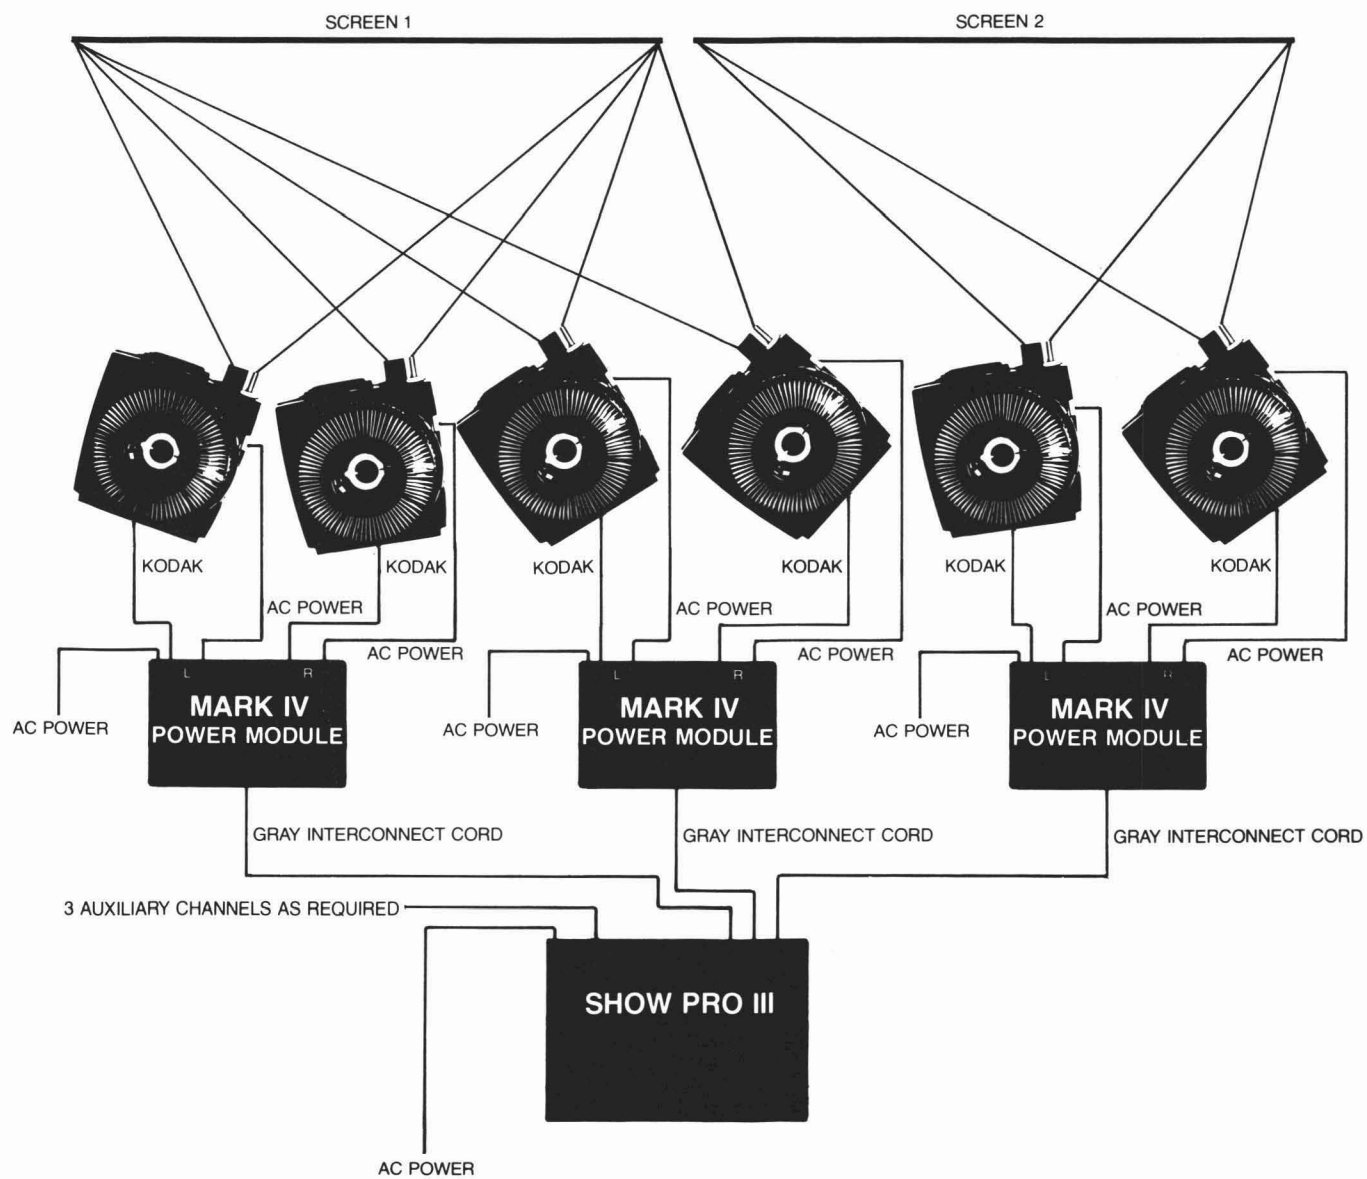 SCREEN 1
SCREEN 2
KODAK
KODAK
KODAK
KODAK
KODAK
KODAK
AC POWER
AC POWER
AC POWER
AC POWER
AC POWER
AC POWER
L
R
L
R
L
R
MARK IV
POWER MODULE
MARK IV
POWER MODULE
MARK IV
POWER MODULE
AC POWER
AC POWER
AC POWER
GRAY INTERCONNECT CORD
GRAY INTERCONNECT CORD
GRAY INTERCONNECT CORD
3 AUXILIARY CHANNELS AS REQUIRED
SHOW PRO III
AC POWER